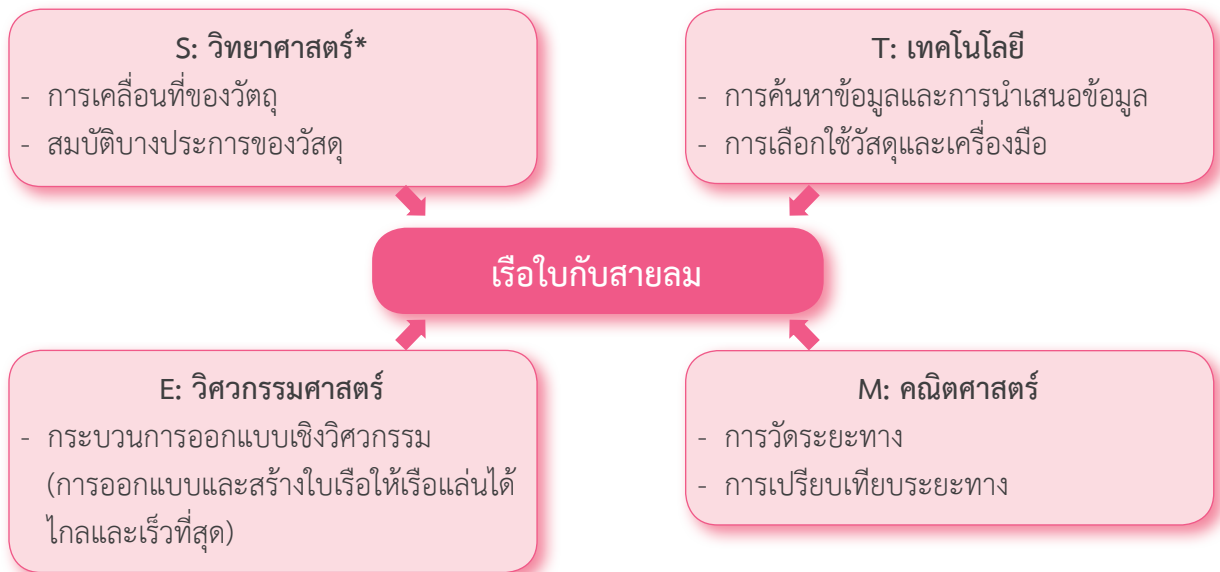 S: วิทยาศาสตร์*
- การเคลื่อนที่ของวัตถุ
- สมบัติบางประการของวัสดุ
T: เทคโนโลยี
- การค้นหาข้อมูลและการนำเสนอข้อมูล
- การเลือกใช้วัสดุและเครื่องมือ
เรือใบกับสายลม
E: วิศวกรรมศาสตร์
- กระบวนการออกแบบเชิงวิศวกรรม
(การออกแบบและสร้างใบเรือให้เรือแล่นได้
ไกลและเร็วที่สุด)
M: คณิตศาสตร์
- การวัดระยะทาง
- การเปรียบเทียบระยะทาง